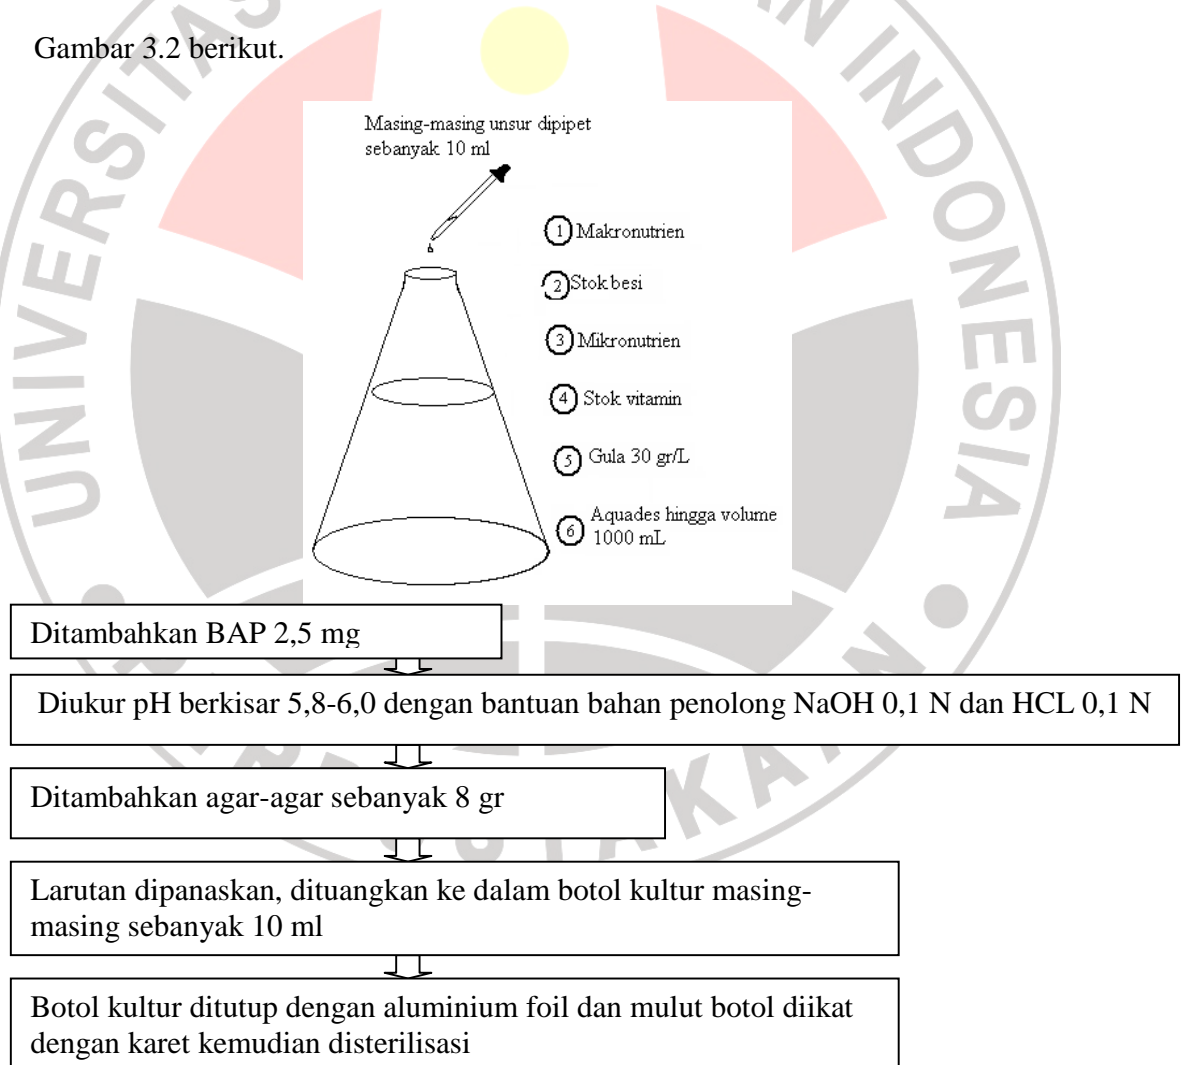 Gambar 3.2 berikut.
Masing-masing unsur dipipet
sebanyak 10 ml
1 Makronutrien
2 Stok besi
3 Mikronutrien
4 Stok vitamin
5 Gula 30 gr/L
6 Aquades hingga volume
1000 mL
Ditambahkan BAP 2,5 mg
Diukur pH berkisar 5,8-6,0 dengan bantuan bahan penolong NaOH 0,1 N dan HCL 0,1 N
Ditambahkan agar-agar sebanyak 8 gr
Larutan dipanaskan, dituangkan ke dalam botol kultur masing-
masing sebanyak 10 ml
Botol kultur ditutup dengan aluminium foil dan mulut botol diikat
dengan karet kemudian disterilisasi